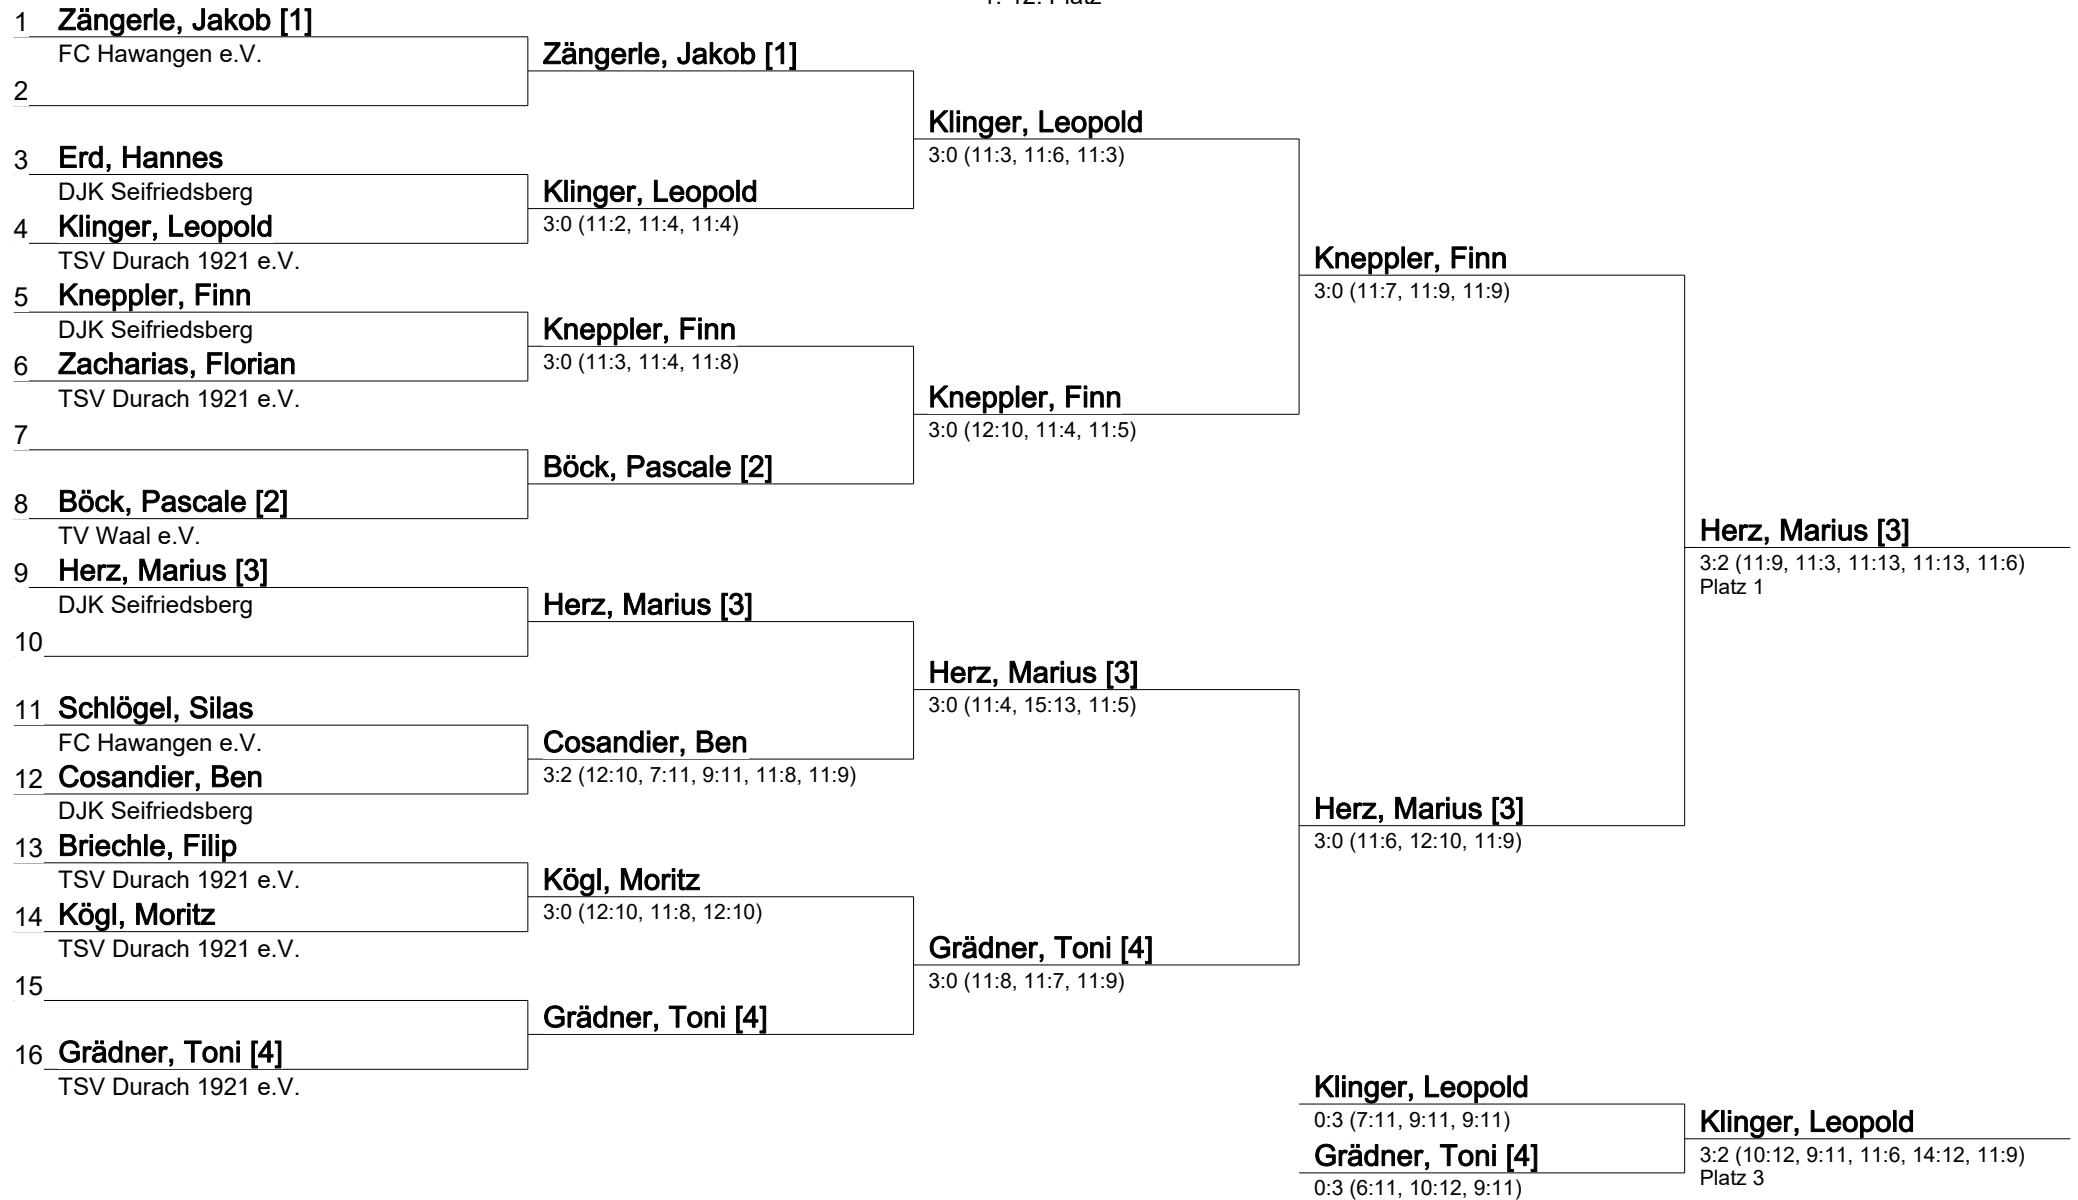 1 Zängerle, Jakob [1]
FC Hawangen e.V.
2
3 Erd, Hannes
DJK Seifriedsberg
4 Klinger, Leopold
TSV Durach 1921 e.V.
5 Kneppler, Finn
DJK Seifriedsberg
6 Zacharias, Florian
TSV Durach 1921 e.V.
7
8 Böck, Pascale [2]
TV Waal e.V.
9 Herz, Marius [3]
DJK Seifriedsberg
10
11 Schlögel, Silas
FC Hawangen e.V.
12 Cosandier, Ben
DJK Seifriedsberg
13 Briechle, Filip
TSV Durach 1921 e.V.
14 Kögl, Moritz
TSV Durach 1921 e.V.
15
16 Grädner, Toni [4]
TSV Durach 1921 e.V.
Zängerle, Jakob [1]
Klinger, Leopold
3:0 (11:2, 11:4, 11:4)
Kneppler, Finn
3:0 (11:3, 11:4, 11:8)
Böck, Pascale [2]
Herz, Marius [3]
Cosandier, Ben
3:2 (12:10, 7:11, 9:11, 11:8, 11:9)
Kögl, Moritz
3:0 (12:10, 11:8, 12:10)
Grädner, Toni [4]
Klinger, Leopold
3:0 (11:3, 11:6, 11:3)
Kneppler, Finn
3:0 (12:10, 11:4, 11:5)
Herz, Marius [3]
3:0 (11:4, 15:13, 11:5)
Grädner, Toni [4]
3:0 (11:8, 11:7, 11:9)
Kneppler, Finn
3:0 (11:7, 11:9, 11:9)
Herz, Marius [3]
3:0 (11:6, 12:10, 11:9)
Herz, Marius [3]
3:2 (11:9, 11:3, 11:13, 11:13, 11:6)
Platz 1
Klinger, Leopold
0:3 (7:11, 9:11, 9:11)
Grädner, Toni [4]
0:3 (6:11, 10:12, 9:11)
Klinger, Leopold
3:2 (10:12, 9:11, 11:6, 14:12, 11:9)
Platz 3